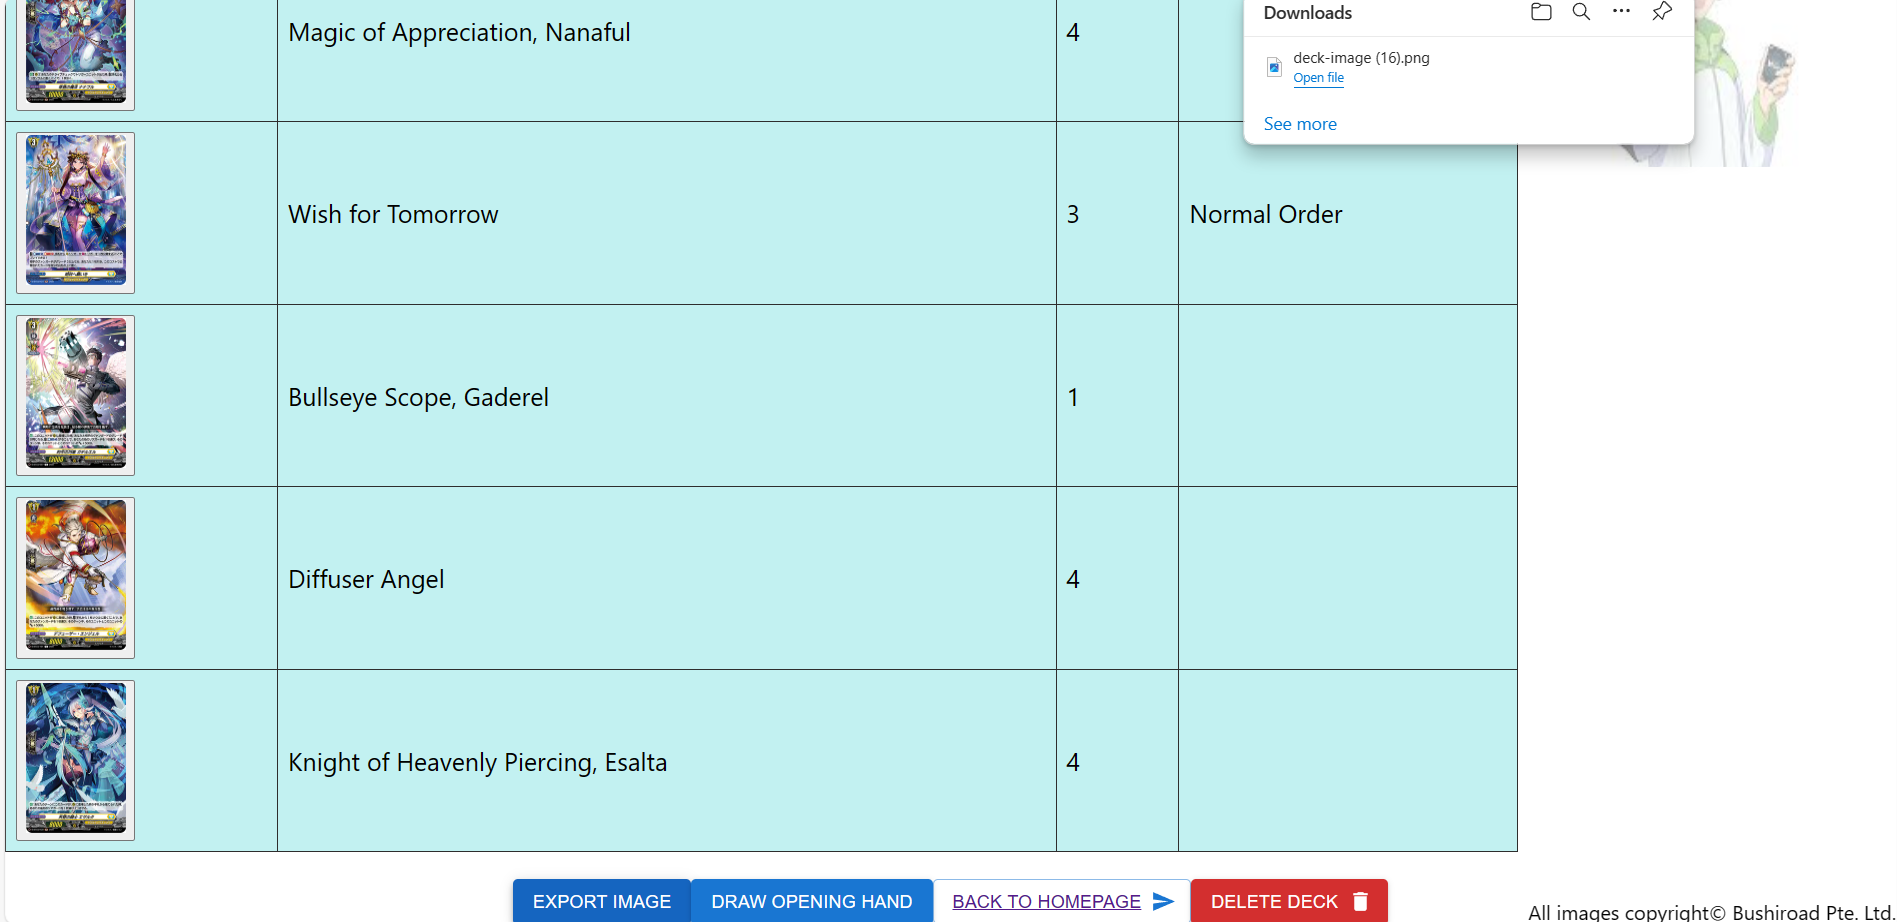 Downloads
deck-image (16).png
Open file
See more
Magic of Appreciation, Nanaful
4
Wish for Tomorrow
3
Normal Order
Bullseye Scope, Gaderel
1
Diffuser Angel
4
Knight of Heavenly Piercing, Esalta
4
EXPORT IMAGE
DRAW OPENING HAND
BACK TO HOMEPAGE
DELETE DECK
All images copyright© Bushiroad Pte. Ltd.